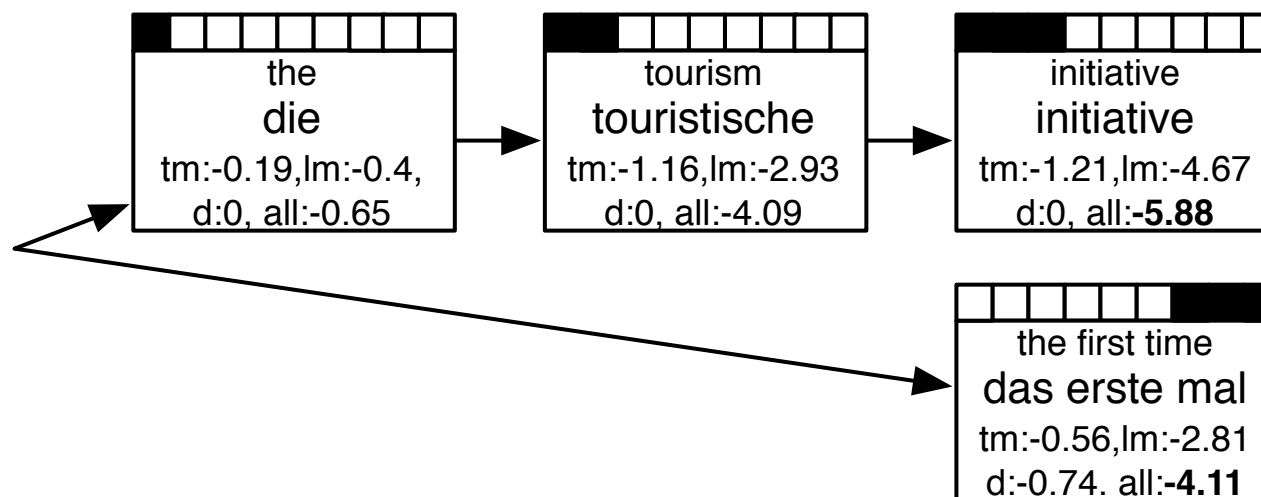 the
die
tm:-0.19,lm:-0.4,
d:0, all:-0.65
tourism
touristische
tm:-1.16,lm:-2.93
d:0, all:-4.09
initiative
initiative
tm:-1.21,lm:-4.67
d:0, all:-5.88
the first time
das erste mal
tm:-0.56,lm:-2.81
d:-0.74. all:-4.11